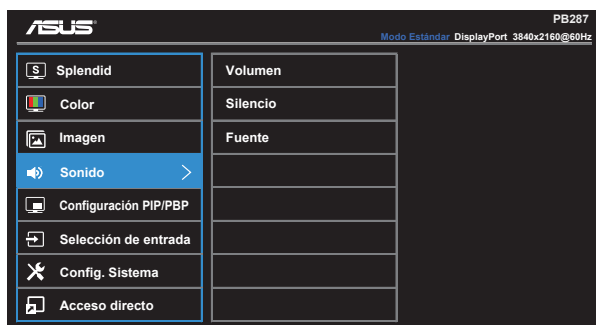 ASUS
PB287
Modo Estándar DisplayPort 3840x2160@60Hz
S Splendid
Volumen
Color
Silencio
Imagen
Fuente
Sonido
Configuración PIP/PBP
Selección de entrada
Config. Sistema
Acceso directo